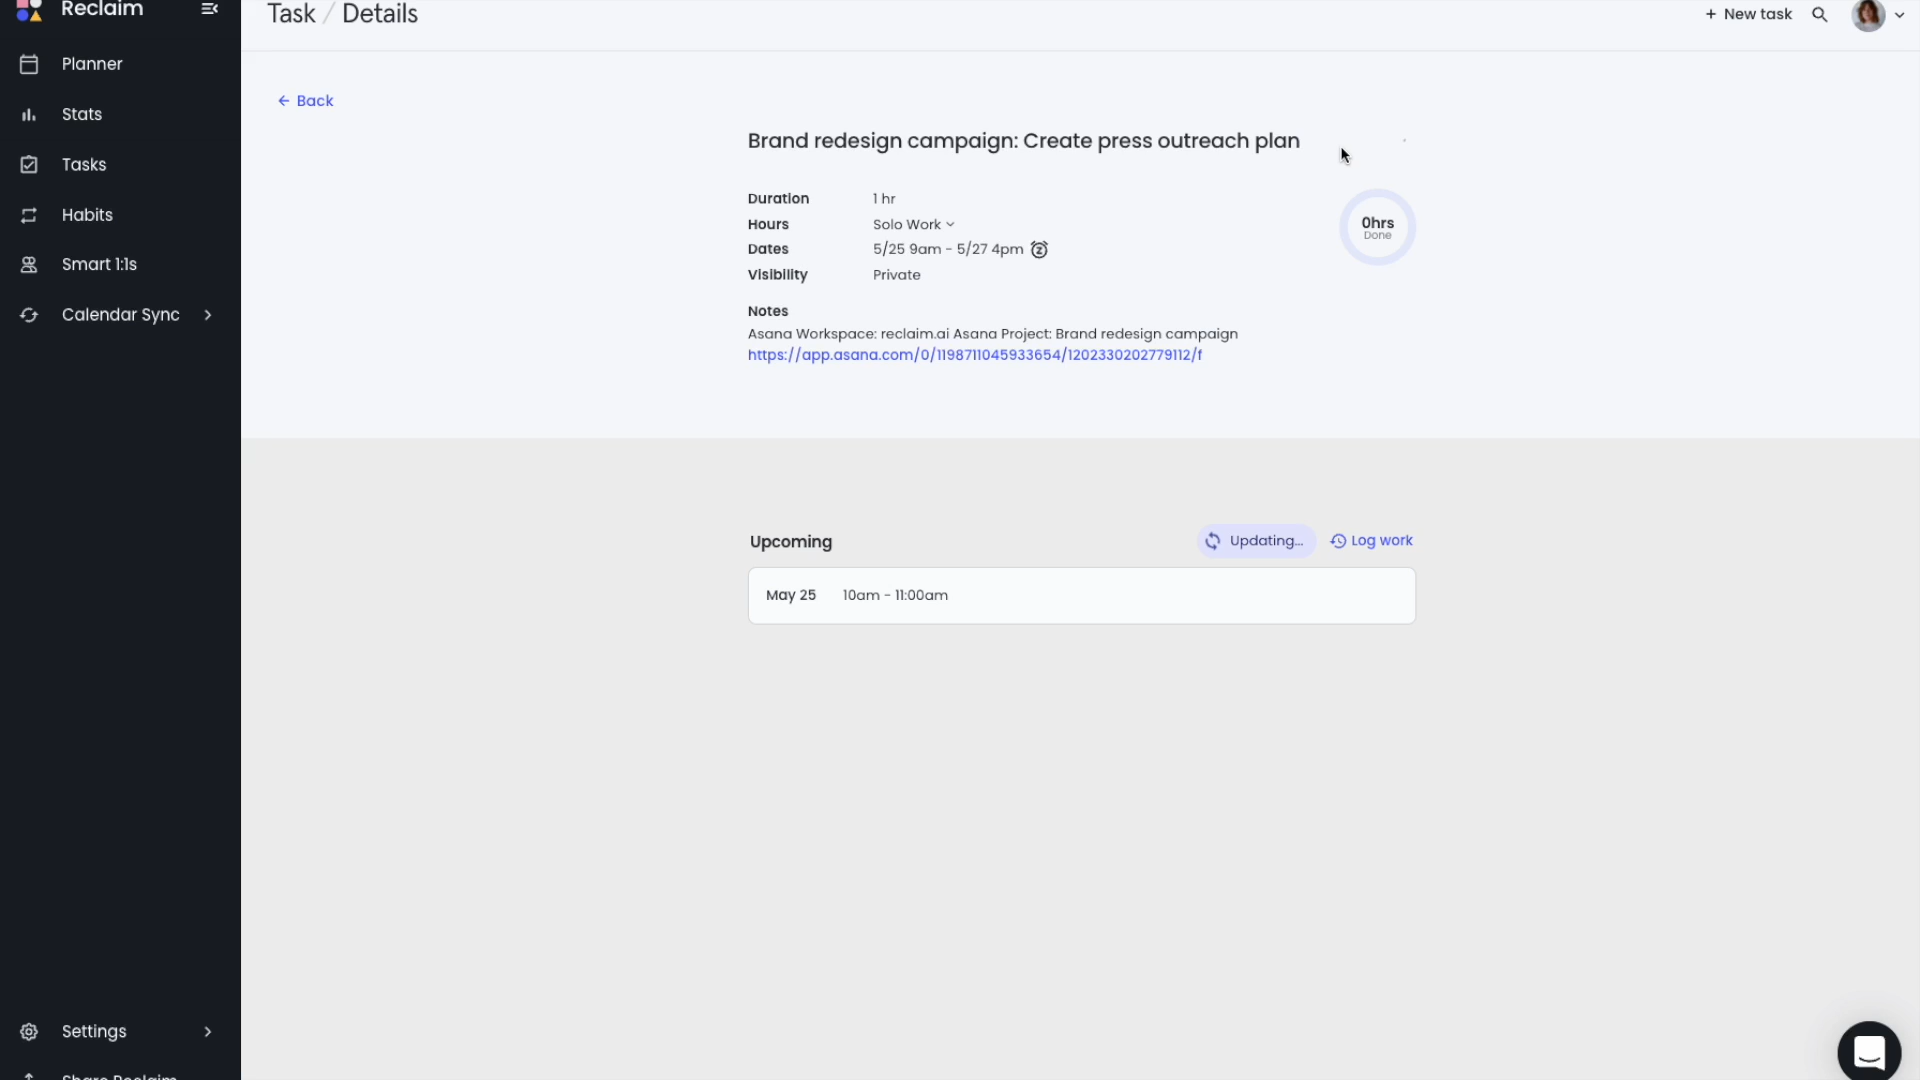 Reclaim
Planner
Stats
Tasks
Habits
Smart 1:1s
Calendar Sync
Settings
Share Reclaim
Task / Details
+ New task
← Back
Brand redesign campaign: Create press outreach plan
Duration 1 hr
Hours Solo Work
Dates 5/25 9am - 5/27 4pm
Visibility Private
0hrs
Done
Notes
Asana Workspace: reclaim.ai Asana Project: Brand redesign campaign
https://app.asana.com/0/1198711045933654/1202330202779112/f
Upcoming
Updating...
Log work
May 25 10am - 11:00am